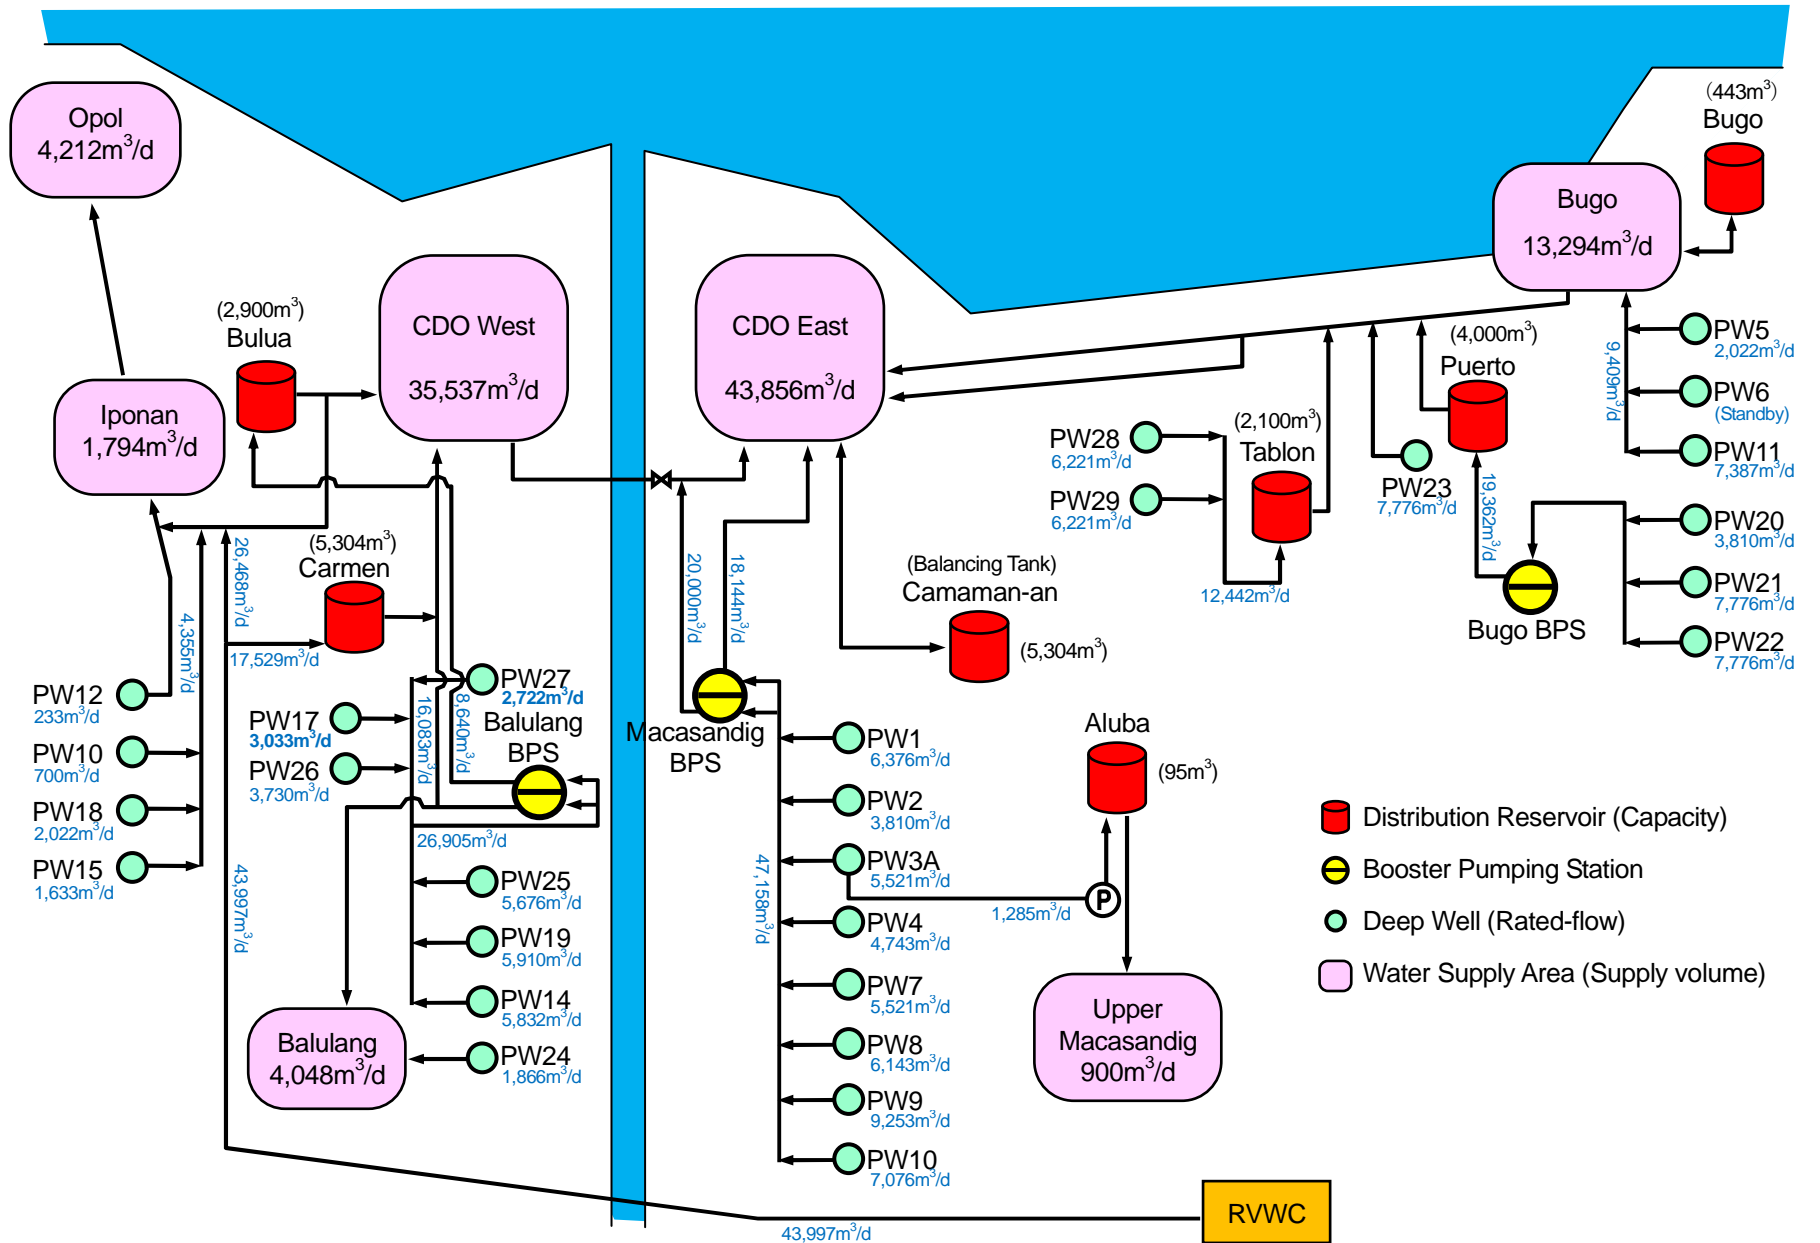 Opol
4,212m³/d
(443m³)
Bugo
Bugo
13,294m³/d
(2,900m³)
Bulua
CDO West
35,537m³/d
CDO East
43,856m³/d
Iponan
1,794m³/d
(4,000m³)
Puerto
PW5
2,022m³/d
PW6
(Standby)
PW11
7,387m³/d
9,409m³/d
PW28
6,221m³/d
PW29
6,221m³/d
(2,100m³)
Tablon
12,442m³/d
PW23
7,776m³/d
19,362m³/d
PW20
3,810m³/d
PW21
7,776m³/d
PW22
7,776m³/d
Bugo BPS
26,468m³/d
(5,304m³)
Carmen
17,529m³/d
4,355m³/d
20,000m³/d
18,144m³/d
(Balancing Tank)
Camaman-an
(5,304m³)
PW12
233m³/d
PW10
700m³/d
PW18
2,022m³/d
PW15
1,633m³/d
43,997m³/d
PW27
2,722m³/d
PW17
3,033m³/d
PW26
3,730m³/d
16,083m³/d
8,640m³/d
Balulang
BPS
26,905m³/d
PW25
5,676m³/d
PW19
5,910m³/d
PW14
5,832m³/d
PW24
1,866m³/d
Balulang
4,048m³/d
Macasandig
BPS
PW1
6,376m³/d
PW2
3,810m³/d
PW3A
5,521m³/d
PW4
4,743m³/d
PW7
5,521m³/d
PW8
6,143m³/d
PW9
9,253m³/d
PW10
7,076m³/d
47,158m³/d
1,285m³/d
P
Aluba
(95m³)
Upper
Macasandig
900m³/d
Distribution Reservoir (Capacity)
Booster Pumping Station
Deep Well (Rated-flow)
Water Supply Area (Supply volume)
RVWC
43,997m³/d